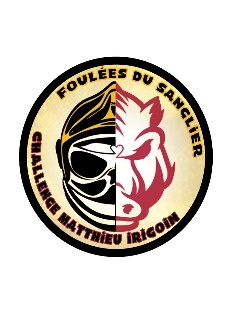 FOULÉES DU SANGLIER
CHALLENGE MATTHIEU IRIGOIN